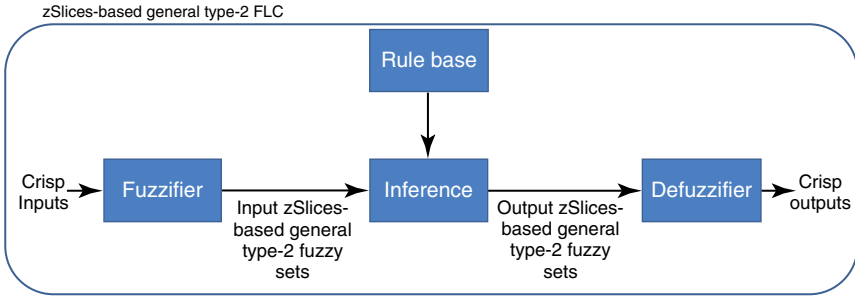 zSlices-based general type-2 FLC
Rule base
Crisp
Inputs
Fuzzifier
Input zSlices-
based general
type-2 fuzzy
sets
Inference
Output zSlices-
based general
type-2 fuzzy
sets
Defuzzifier
Crisp
outputs